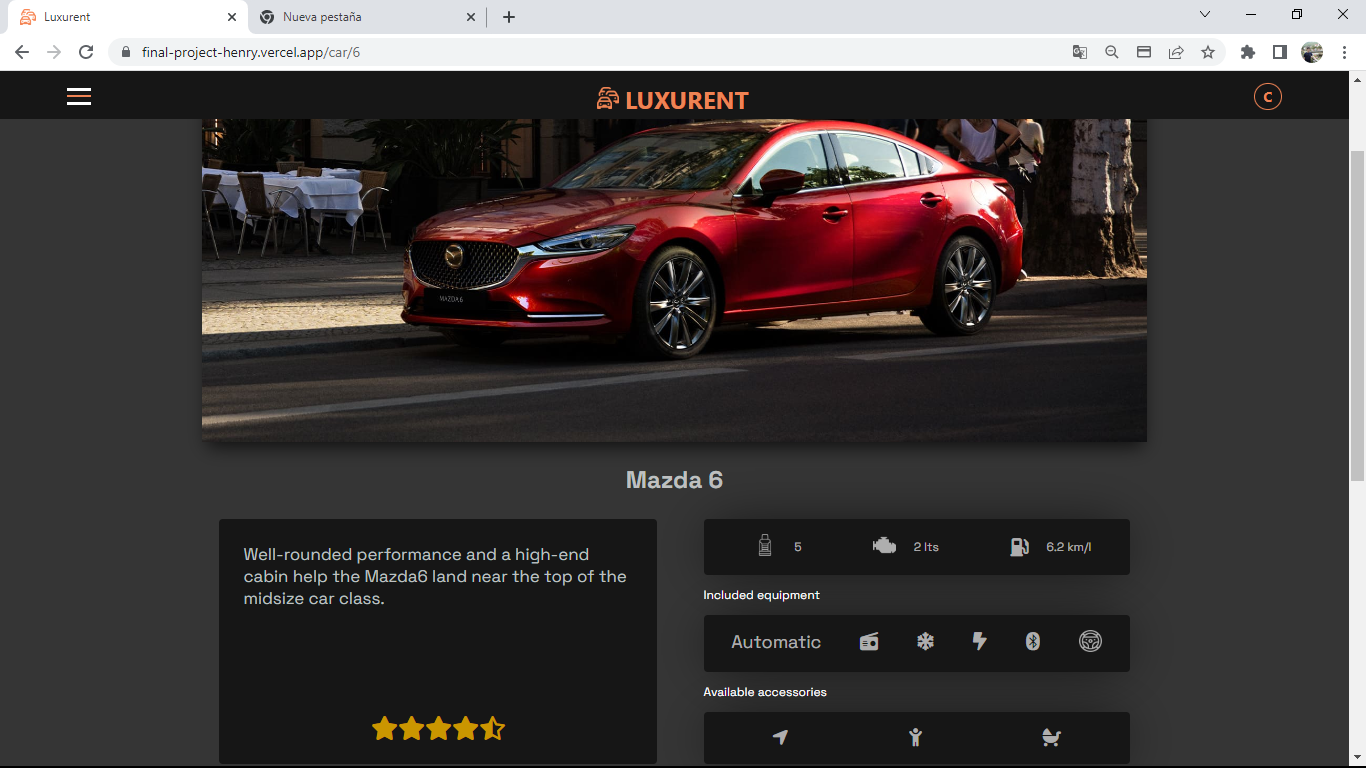 Luxurent
Nueva pestaña
final-project-henry.vercel.app/car/6
LUXURENT
C
MAZDA 6
Mazda 6
Well-rounded performance and a high-end
cabin help the Mazda6 land near the top of the
midsize car class.
5
2 lts
6.2 km/l
Included equipment
Automatic
Available accessories